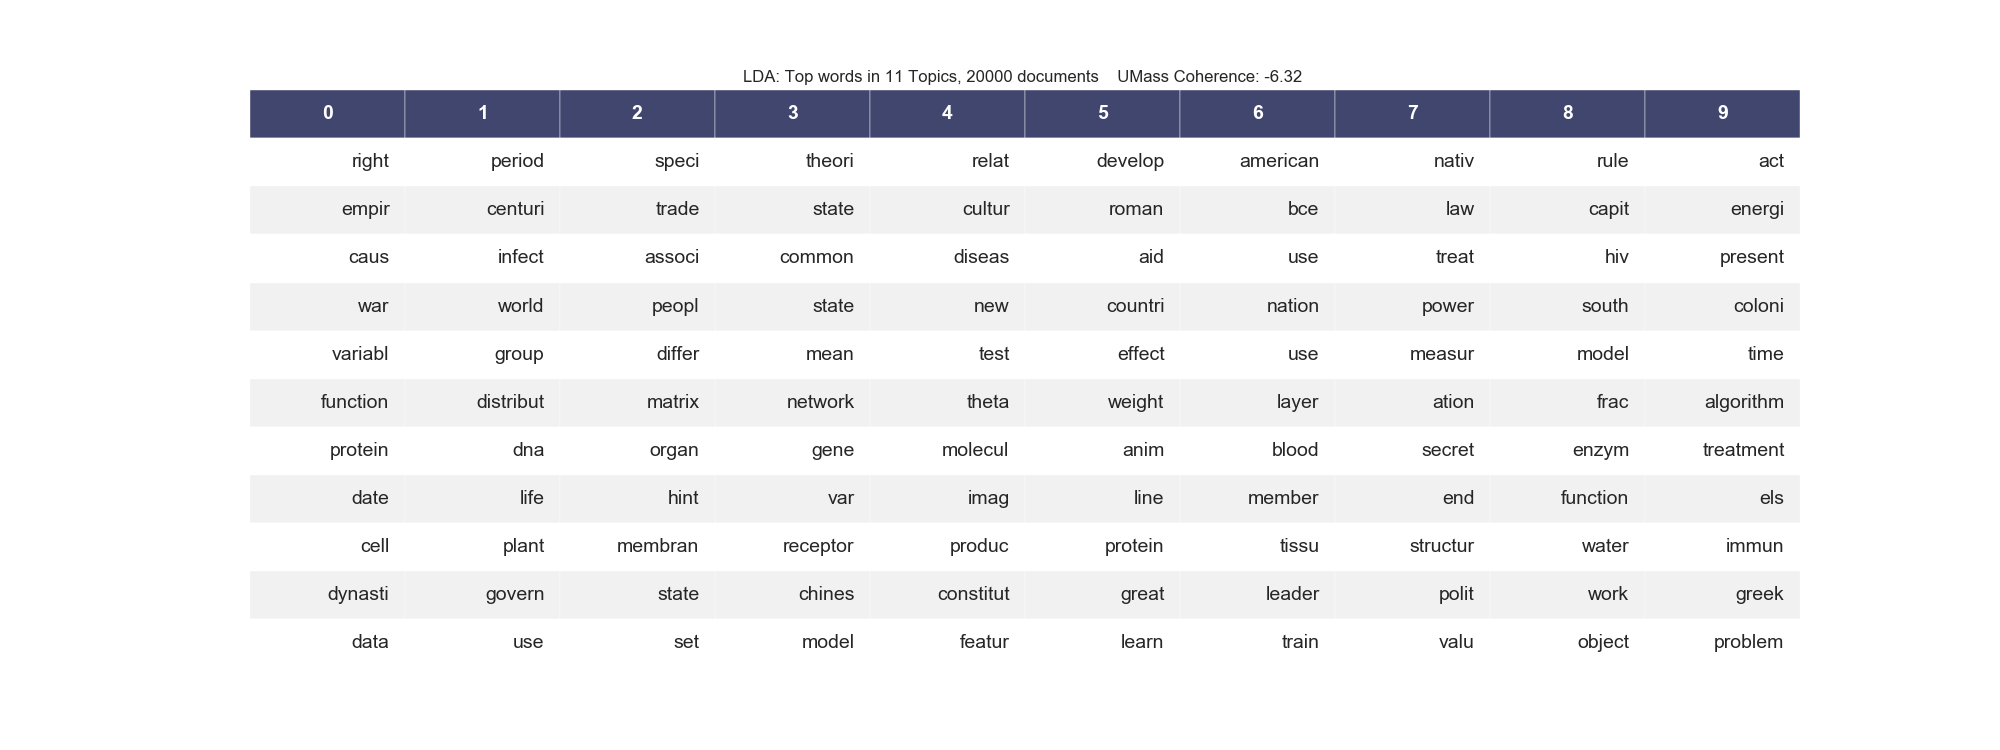 LDA: Top words in 11 Topics, 20000 documents    UMass Coherence: -6.32
0 1 2 3 4 5 6 7 8 9
right period speci theori relat develop american nativ rule act
empir centuri trade state cultur roman bce law capit energi
caus infect associ common diseas aid use treat hiv present
war world peopl state new countri nation power south coloni
variabl group differ mean test effect use measur model time
function distribut matrix network theta weight layer ation frac algorithm
protein dna organ gene molecul anim blood secret enzym treatment
date life hint var imag line member end function els
cell plant membran receptor produc protein tissu structur water immun
dynasti govern state chines constitut great leader polit work greek
data use set model featur learn train valu object problem